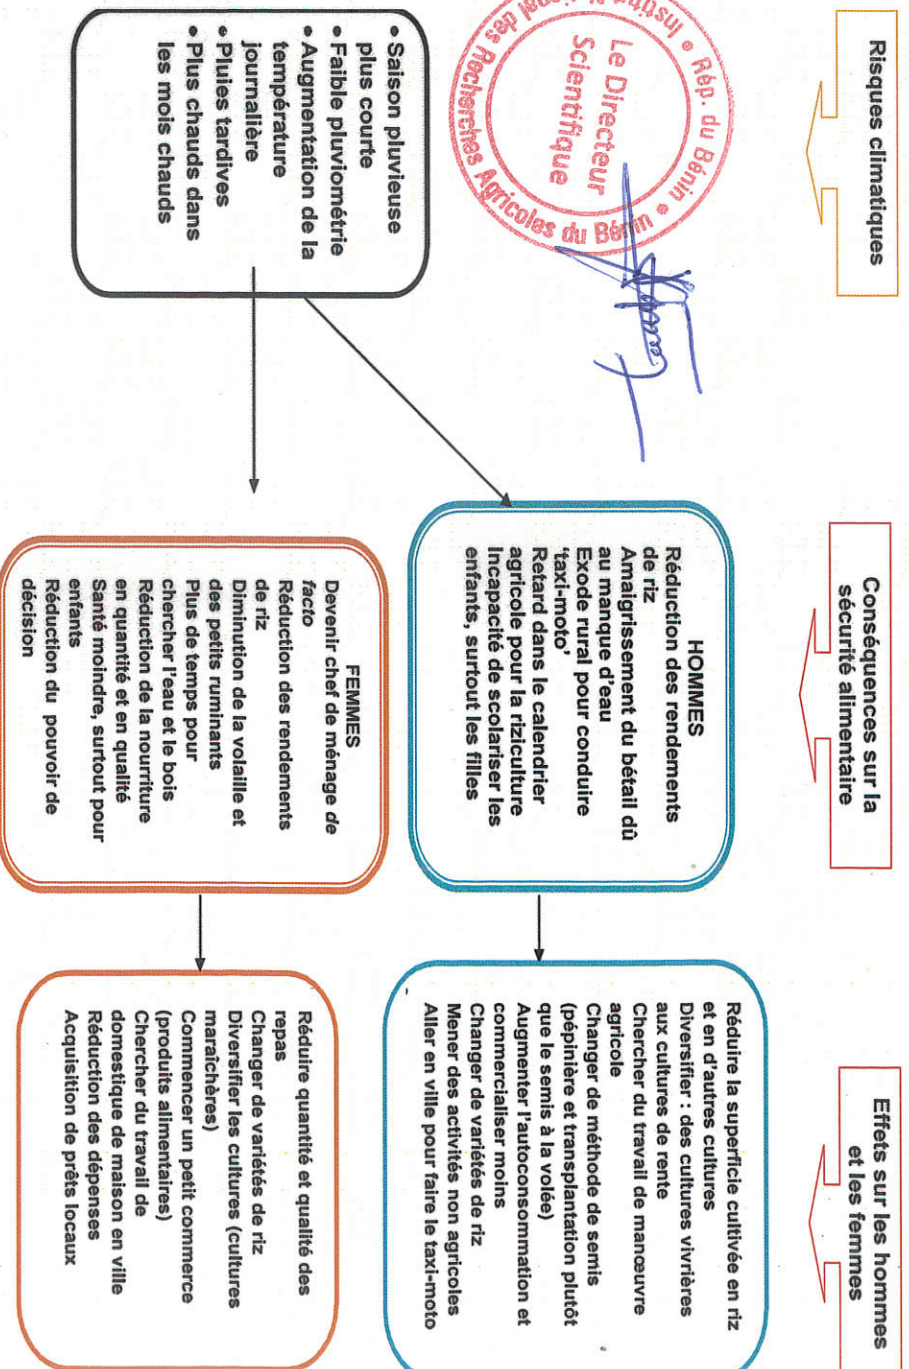 Risques climatiques
Conséquences sur la
sécurité alimentaire
Effets sur les hommes
et les femmes
Rép. du Bénin
Recherches Agricoles du Bénin
Le Directeur
Scientifique
• Saison pluvieuse
plus courte
• Faible pluviométrie
• Augmentation de la
température
journalière
• Pluies tardives
• Plus chauds dans
les mois chauds
HOMMES
Réduction des rendements
de riz
Amaigrissement du bétail dû
au manque d'eau
Exode rural pour conduire
'taxi-moto'
Retard dans le calendrier
agricole pour la riziculture
Incapacité de scolariser les
enfants, surtout les filles
Réduire la superficie cultivée en riz
et en d'autres cultures
Diversifier : des cultures vivrières
aux cultures de rente
Chercher du travail de manœuvre
agricole
Changer de méthode de semis
(pépinière et transplantation plutôt
que le semis à la volée)
Augmenter l'autoconsommation et
commercialiser moins
Changer de variétés de riz
Mener des activités non agricoles
Aller en ville pour faire le taxi-moto
FEMMES
Devenir chef de ménage de
facto
Réduction des rendements
de riz
Diminution de la volaille et
des petits ruminants
Plus de temps pour
chercher l'eau et le bois
Réduction de la nourriture
en quantité et en qualité
Santé moindre, surtout pour
enfants
Réduction du pouvoir de
décision
Réduire quantité et qualité des
repas
Changer de variétés de riz
Diversifier les cultures (cultures
maraîchères)
Commencer un petit commerce
(produits alimentaires)
Chercher du travail de
domestique de maison en ville
Réduction des dépenses
Acquisition de prêts locaux